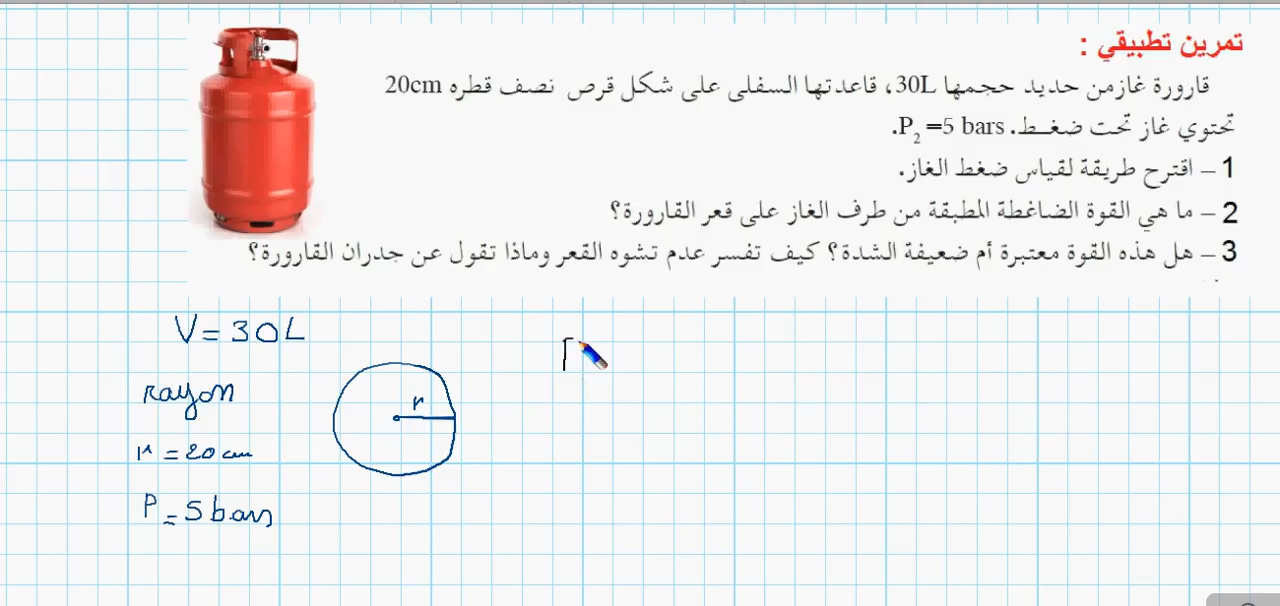 تمرين تطبيقي :
قارورة غازمن حديد حجمها 30L، قاعدتها السفلى على شكل قرص نصف قطره 20cm
تحتوي غاز تحت ضغط. P2 =5 bars.
1 – اقترح طريقة لقياس ضغط الغاز.
2 – ما هي القوة الضاغطة المطبقة من طرف الغاز على قعر القارورة؟
3 – هل هذه القوة معتبرة أم ضعيفة الشدة؟ كيف تفسر عدم تشوه القعر وماذا تقول عن جدران القارورة؟
V = 30L
rayon
r
r = 20 cm
P = 5 bars